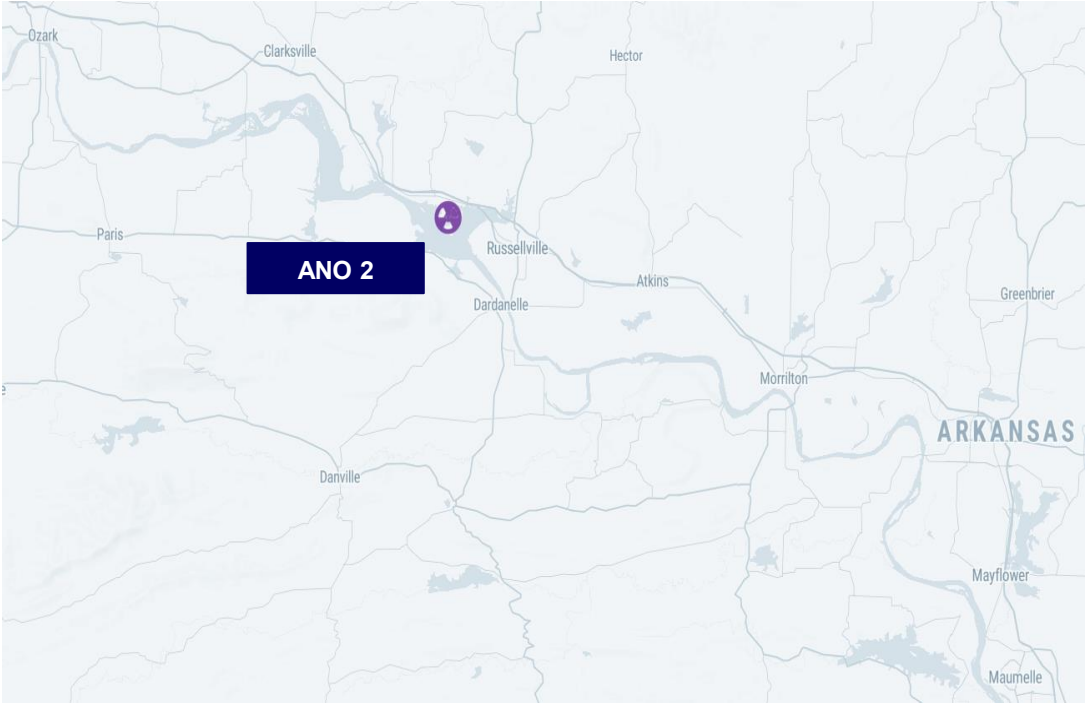 Ozark
Clarksville
Hector
Paris
Russellville
ANO 2
Atkins
Greenbrier
Dardanelle
Morrilton
ARKANSAS
Danville
Mayflower
Maumelle